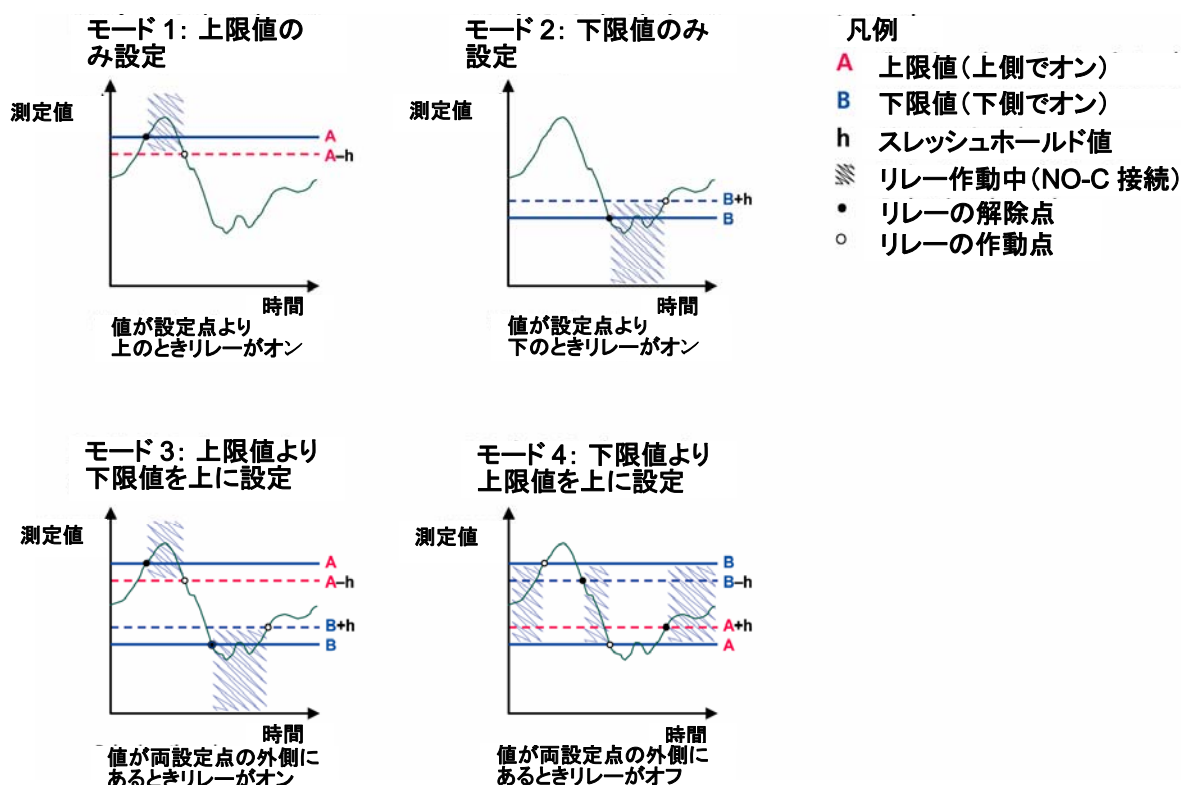 モード 1: 上限値の
み設定
測定値
A
A–h
時間
値が設定点より
上のときリレーがオン
モード 2: 下限値のみ
設定
測定値
B+h
B
時間
値が設定点より
下のときリレーがオン
凡例
A 上限値(上側でオン)
B 下限値(下側でオン)
h スレッシュホールド値
リレー作動中(NO-C 接続)
リレーの解除点
リレーの作動点
モード 3: 上限値より
下限値を上に設定
測定値
A
A–h
B+h
B
時間
値が両設定点の外側に
あるときリレーがオン
モード 4: 下限値より
上限値を上に設定
測定値
B
B–h
A+h
A
時間
値が両設定点の外側に
あるときリレーがオフ